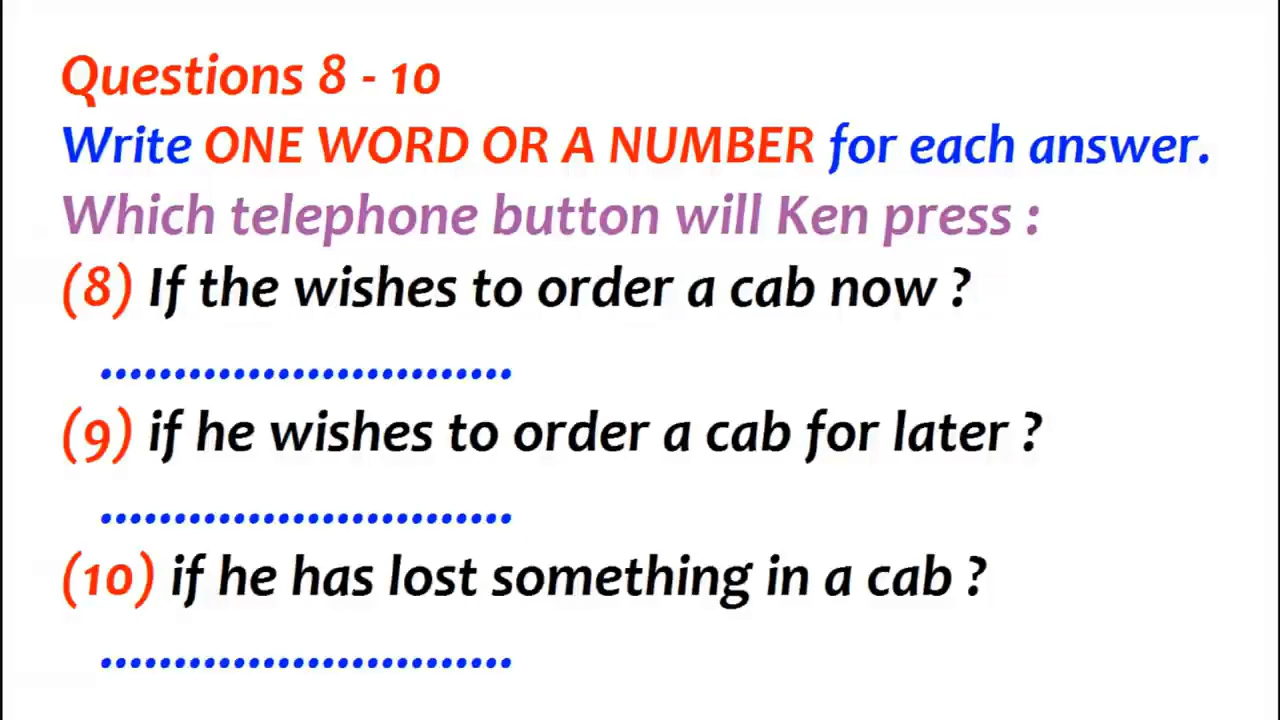 Questions 8 - 10
Write ONE WORD OR A NUMBER for each answer.
Which telephone button will Ken press :
(8) If the wishes to order a cab now ?
............................
(9) if he wishes to order a cab for later ?
............................
(10) if he has lost something in a cab ?
............................